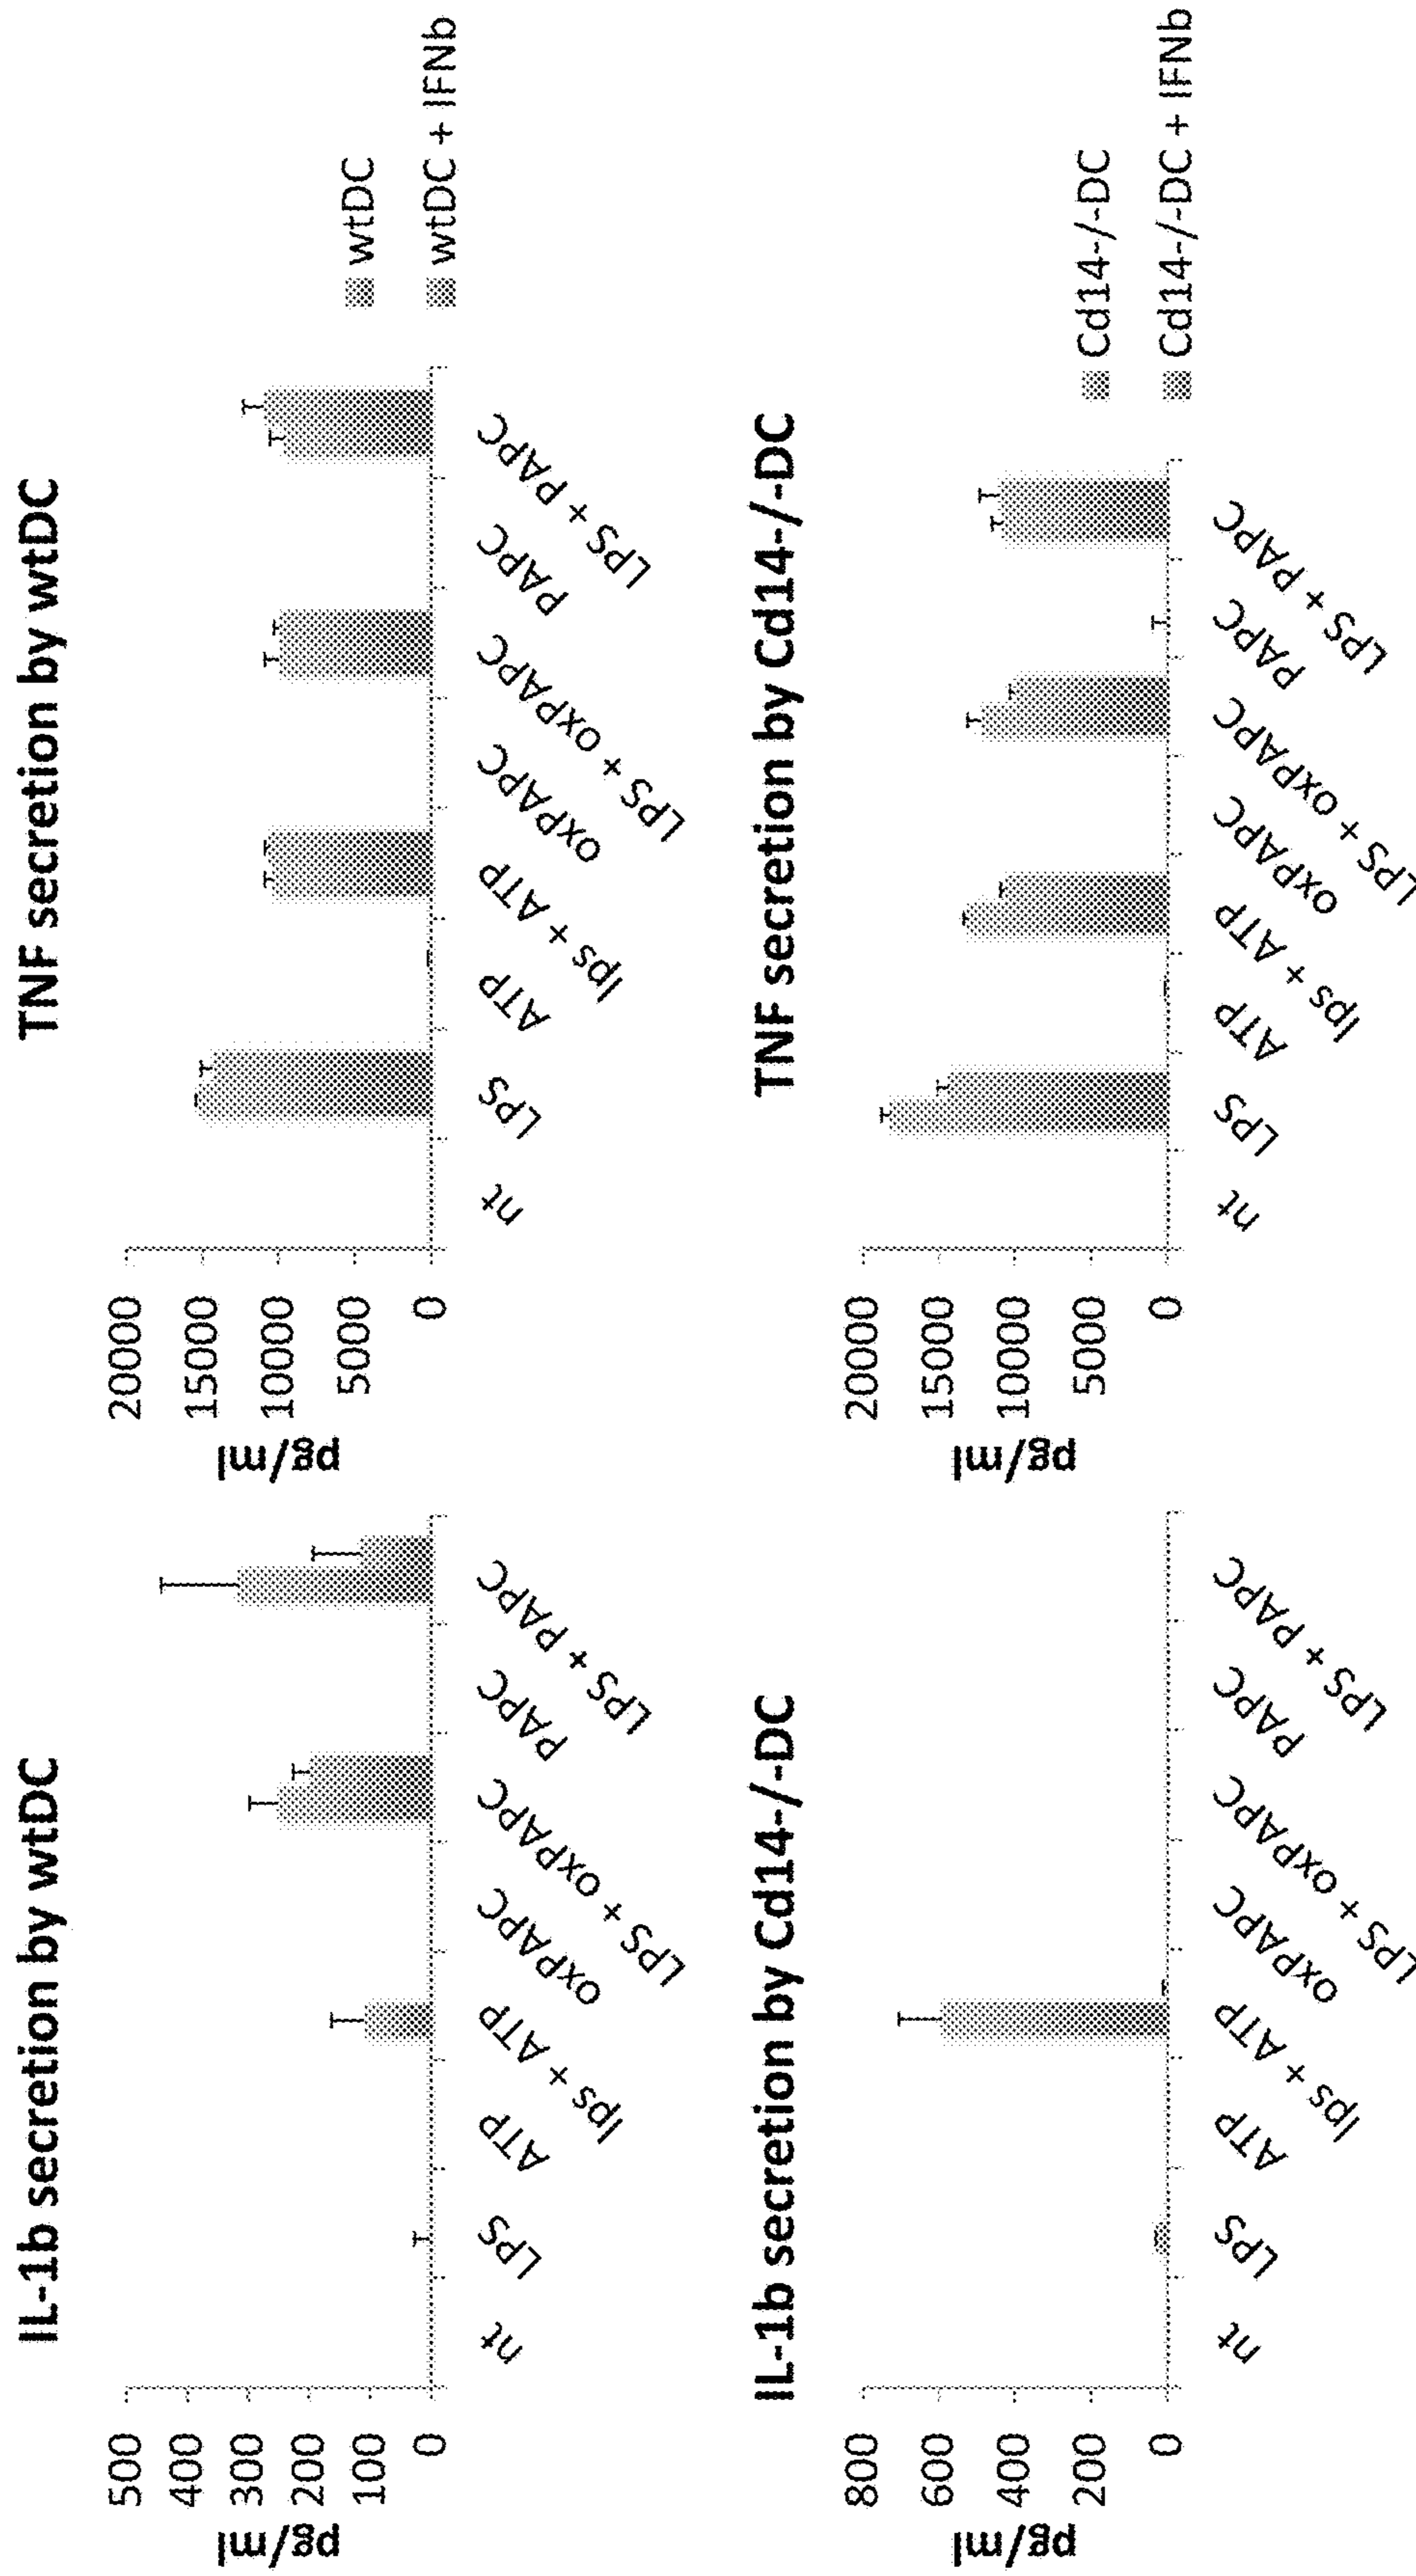 IL-1b secretion by wtDC
pg/ml
500
400
300
200
100
0
nt
LPS
ATP
lps + ATP
oxPAPC
LPS + oxPAPC
PAPC
LPS + PAPC
TNF secretion by wtDC
pg/ml
20000
15000
10000
5000
0
nt
LPS
ATP
lps + ATP
oxPAPC
LPS + oxPAPC
PAPC
LPS + PAPC
wtDC
wtDC + IFNb
IL-1b secretion by Cd14-/-DC
pg/ml
800
600
400
200
0
nt
LPS
ATP
lps + ATP
oxPAPC
LPS + oxPAPC
PAPC
LPS + PAPC
TNF secretion by Cd14-/-DC
pg/ml
20000
15000
10000
5000
0
nt
LPS
ATP
lps + ATP
oxPAPC
LPS + oxPAPC
PAPC
LPS + PAPC
Cd14-/-DC
Cd14-/-DC + IFNb